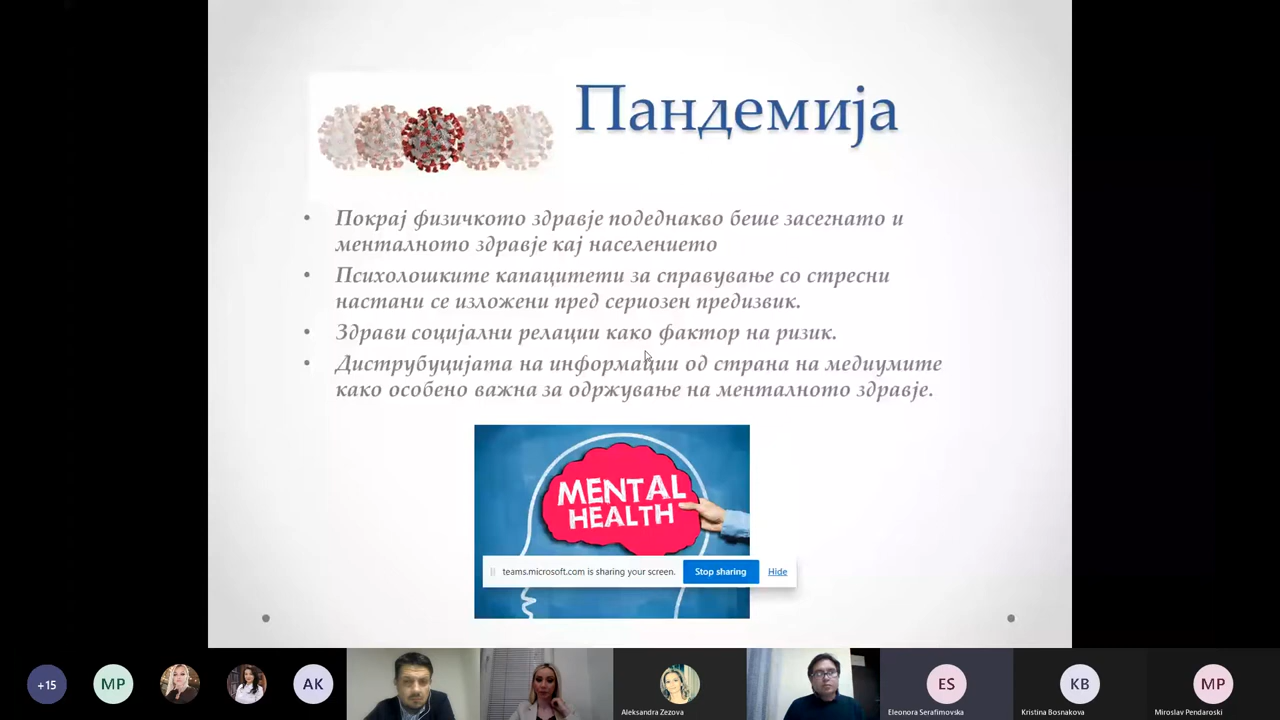 Пандемија
• Покрај физичкото здравје подеднакво беше засегнато и
менталното здравје кај населението
• Психолошките капацитети за справување со стресни
настани се изложени пред сериозен предизвик.
• Здрави социјални релации како фактор на ризик.
• Диструбуцијата на информации од страна на медиумите
како особено важна за одржување на менталното здравје.
MENTAL
HEALTH
teams.microsoft.com is sharing your screen. Stop sharing Hide
+15 MP AK ES KB MP
Aleksandra Zezova Eleonora Serafimovska Kristina Bosnakova Miroslav Pendaroski